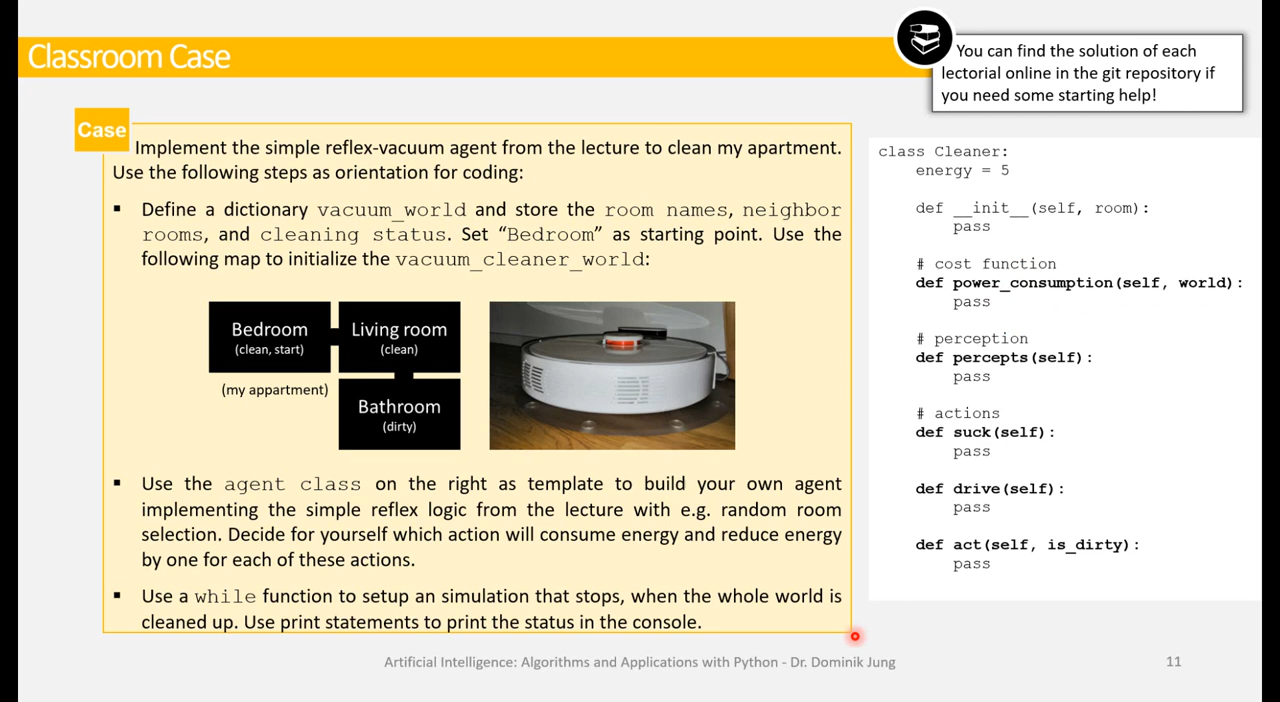 Classroom Case
You can find the solution of each
lectorial online in the git repository if
you need some starting help!
Case
Implement the simple reflex-vacuum agent from the lecture to clean my apartment.
Use the following steps as orientation for coding:
▪ Define a dictionary vacuum_world and store the room names, neighbor
rooms, and cleaning status. Set “Bedroom” as starting point. Use the
following map to initialize the vacuum_cleaner_world:
Bedroom
(clean, start)
Living room
(clean)
(my appartment)
Bathroom
(dirty)
▪ Use the agent class on the right as template to build your own agent
implementing the simple reflex logic from the lecture with e.g. random room
selection. Decide for yourself which action will consume energy and reduce energy
by one for each of these actions.
▪ Use a while function to setup an simulation that stops, when the whole world is
cleaned up. Use print statements to print the status in the console.
class Cleaner:
energy = 5
def __init__(self, room):
pass
# cost function
def power_consumption(self, world):
pass
# perception
def percepts(self):
pass
# actions
def suck(self):
pass
def drive(self):
pass
def act(self, is_dirty):
pass
Artificial Intelligence: Algorithms and Applications with Python - Dr. Dominik Jung
11